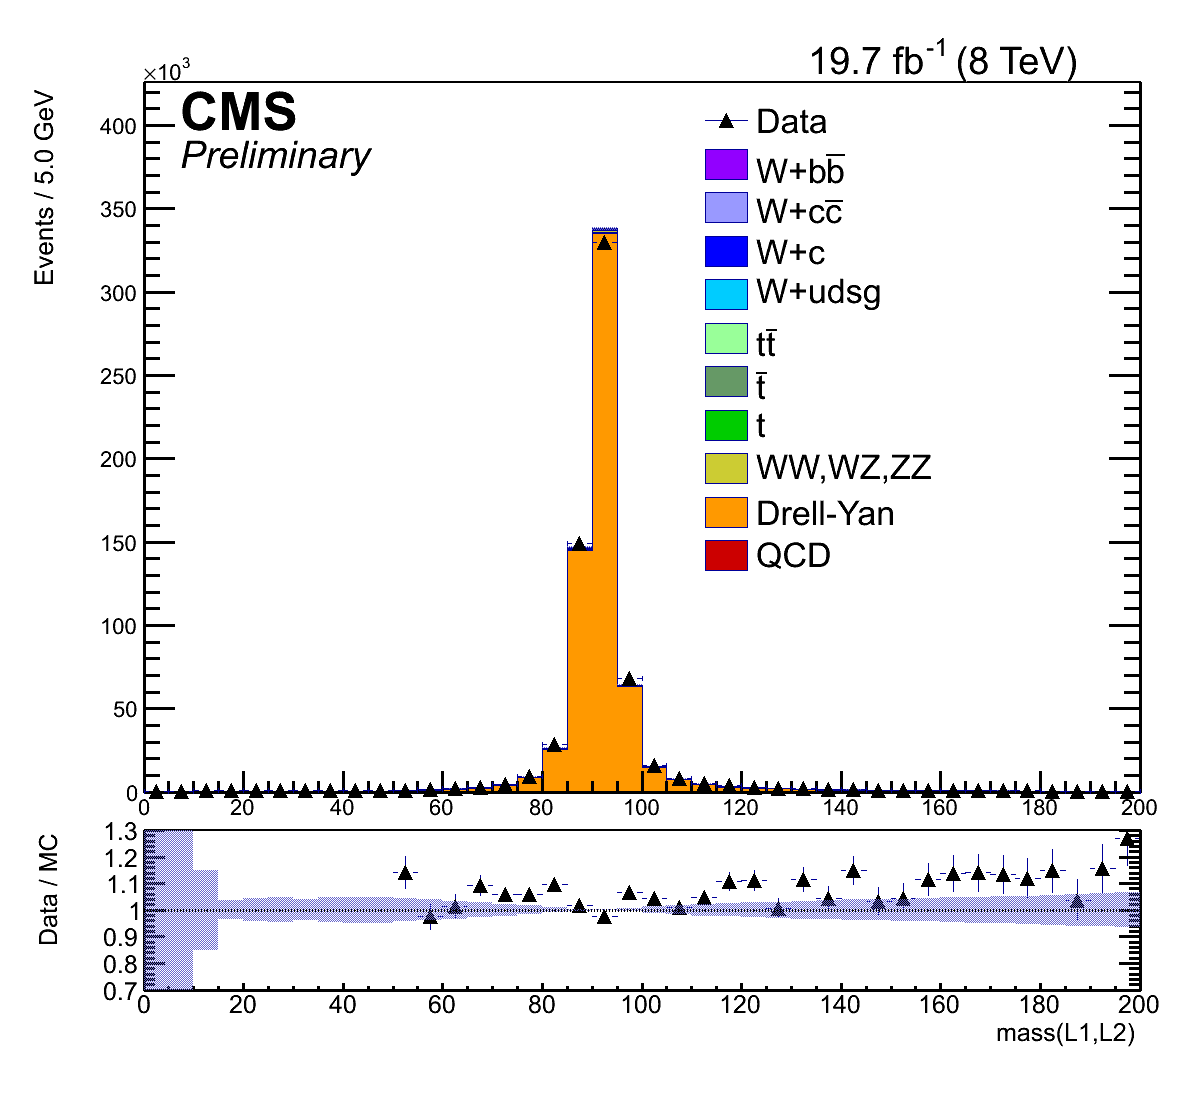 19.7 fb⁻¹ (8 TeV)
×10³
CMS
Preliminary
Events / 5.0 GeV
400
350
300
250
200
150
100
50
0
Data
W+bb̅
W+cc̅
W+c
W+udsg
tt̅
t̅
t
WW,WZ,ZZ
Drell-Yan
QCD
0 20 40 60 80 100 120 140 160 180 200
Data / MC
1.3
1.2
1.1
1
0.9
0.8
0.7
0 20 40 60 80 100 120 140 160 180 200
mass(L1,L2)